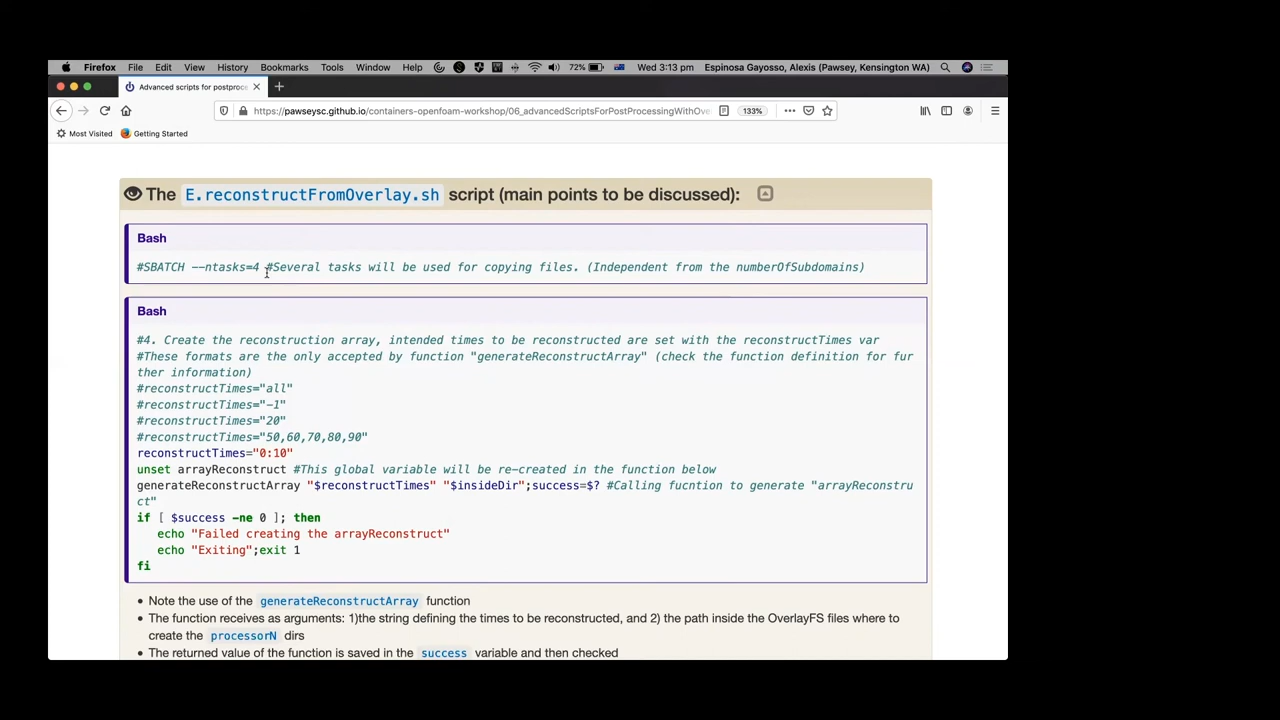 Firefox File Edit View History Bookmarks Tools Window Help 72% Wed 3:13 pm Espinosa Gayosso, Alexis (Pawsey, Kensington WA)
Advanced scripts for postproce
https://pawseysc.github.io/containers-openfoam-workshop/06_advancedScriptsForPostProcessingWithOve 133%
Most Visited Getting Started
The E.reconstructFromOverlay.sh script (main points to be discussed):
Bash
#SBATCH --ntasks=4 #Several tasks will be used for copying files. (Independent from the numberOfSubdomains)
Bash
#4. Create the reconstruction array, intended times to be reconstructed are set with the reconstructTimes var
#These formats are the only accepted by function "generateReconstructArray" (check the function definition for fur
ther information)
#reconstructTimes="all"
#reconstructTimes="-1"
#reconstructTimes="20"
#reconstructTimes="50,60,70,80,90"
reconstructTimes="0:10"
unset arrayReconstruct #This global variable will be re-created in the function below
generateReconstructArray "$reconstructTimes" "$insideDir";success=$? #Calling fucntion to generate "arrayReconstru
ct"
if [ $success -ne 0 ]; then
echo "Failed creating the arrayReconstruct"
echo "Exiting";exit 1
fi
• Note the use of the generateReconstructArray function
• The function receives as arguments: 1)the string defining the times to be reconstructed, and 2) the path inside the OverlayFS files where to
create the processorN dirs
• The returned value of the function is saved in the success variable and then checked